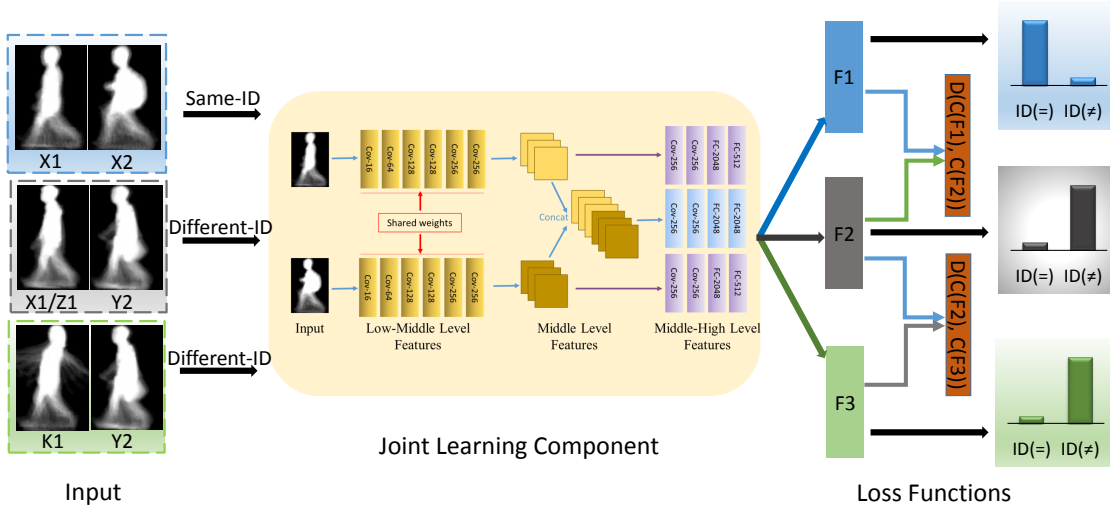 X1
X2
Same-ID
X1/Z1
Y2
Different-ID
K1
Y2
Different-ID
Input
Cov-16
Cov-64
Cov-128
Cov-128
Cov-256
Cov-256
Shared weights
Cov-16
Cov-64
Cov-128
Cov-128
Cov-256
Cov-256
Input
Low-Middle Level
Features
Concat
Middle Level
Features
Cov-256
Cov-256
FC-2048
FC-512
Cov-256
Cov-256
FC-2048
FC-2048
Cov-256
Cov-256
FC-2048
FC-512
Middle-High Level
Features
Joint Learning Component
F1
F2
F3
D(C(F1), C(F2))
D(C(F2), C(F3))
ID(=) ID(≠)
ID(=) ID(≠)
ID(=) ID(≠)
Loss Functions